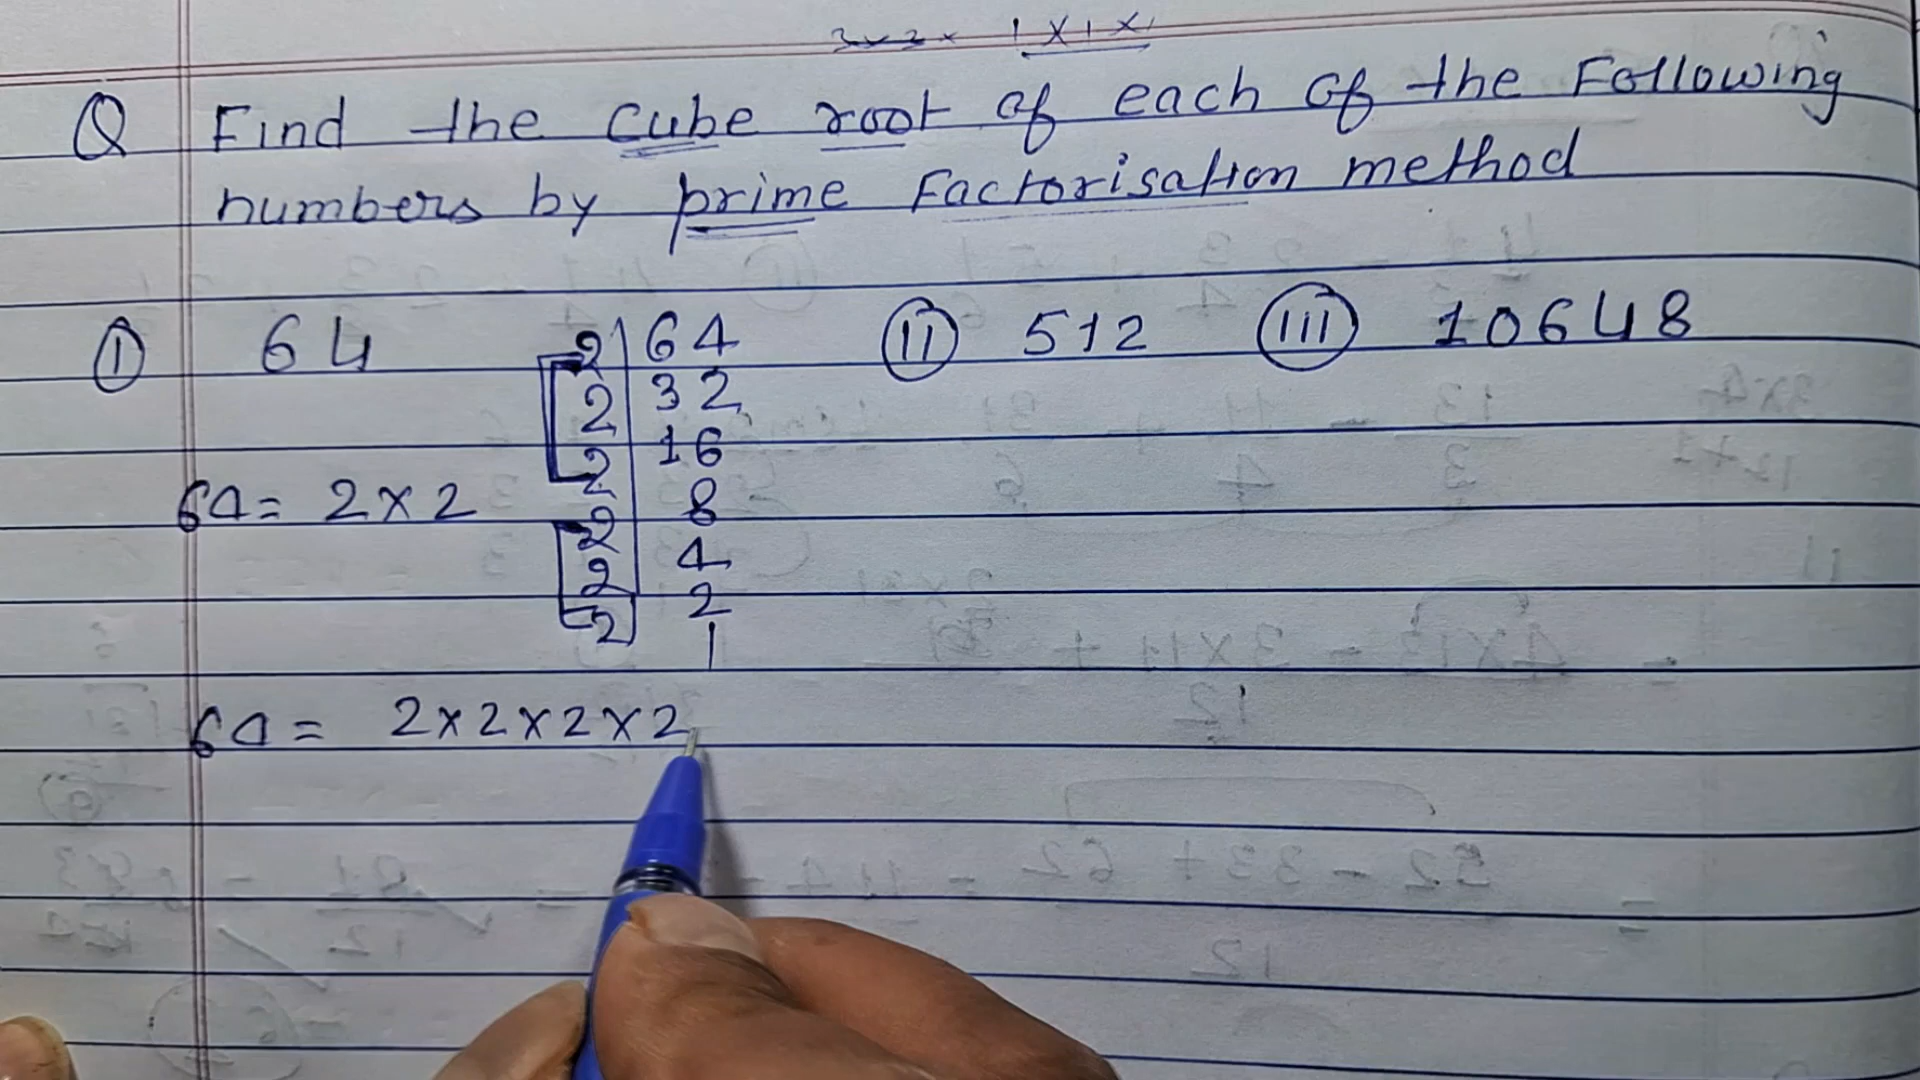 1 x 1 x 1
Q Find the cube root of each of the Following
numbers by prime Factorisation method
(i) 64 (ii) 512 (iii) 10648
2 64
2 32
2 16
2 8
2 4
2 2
1
64 = 2 x 2
64 = 2 x 2 x 2 x 2